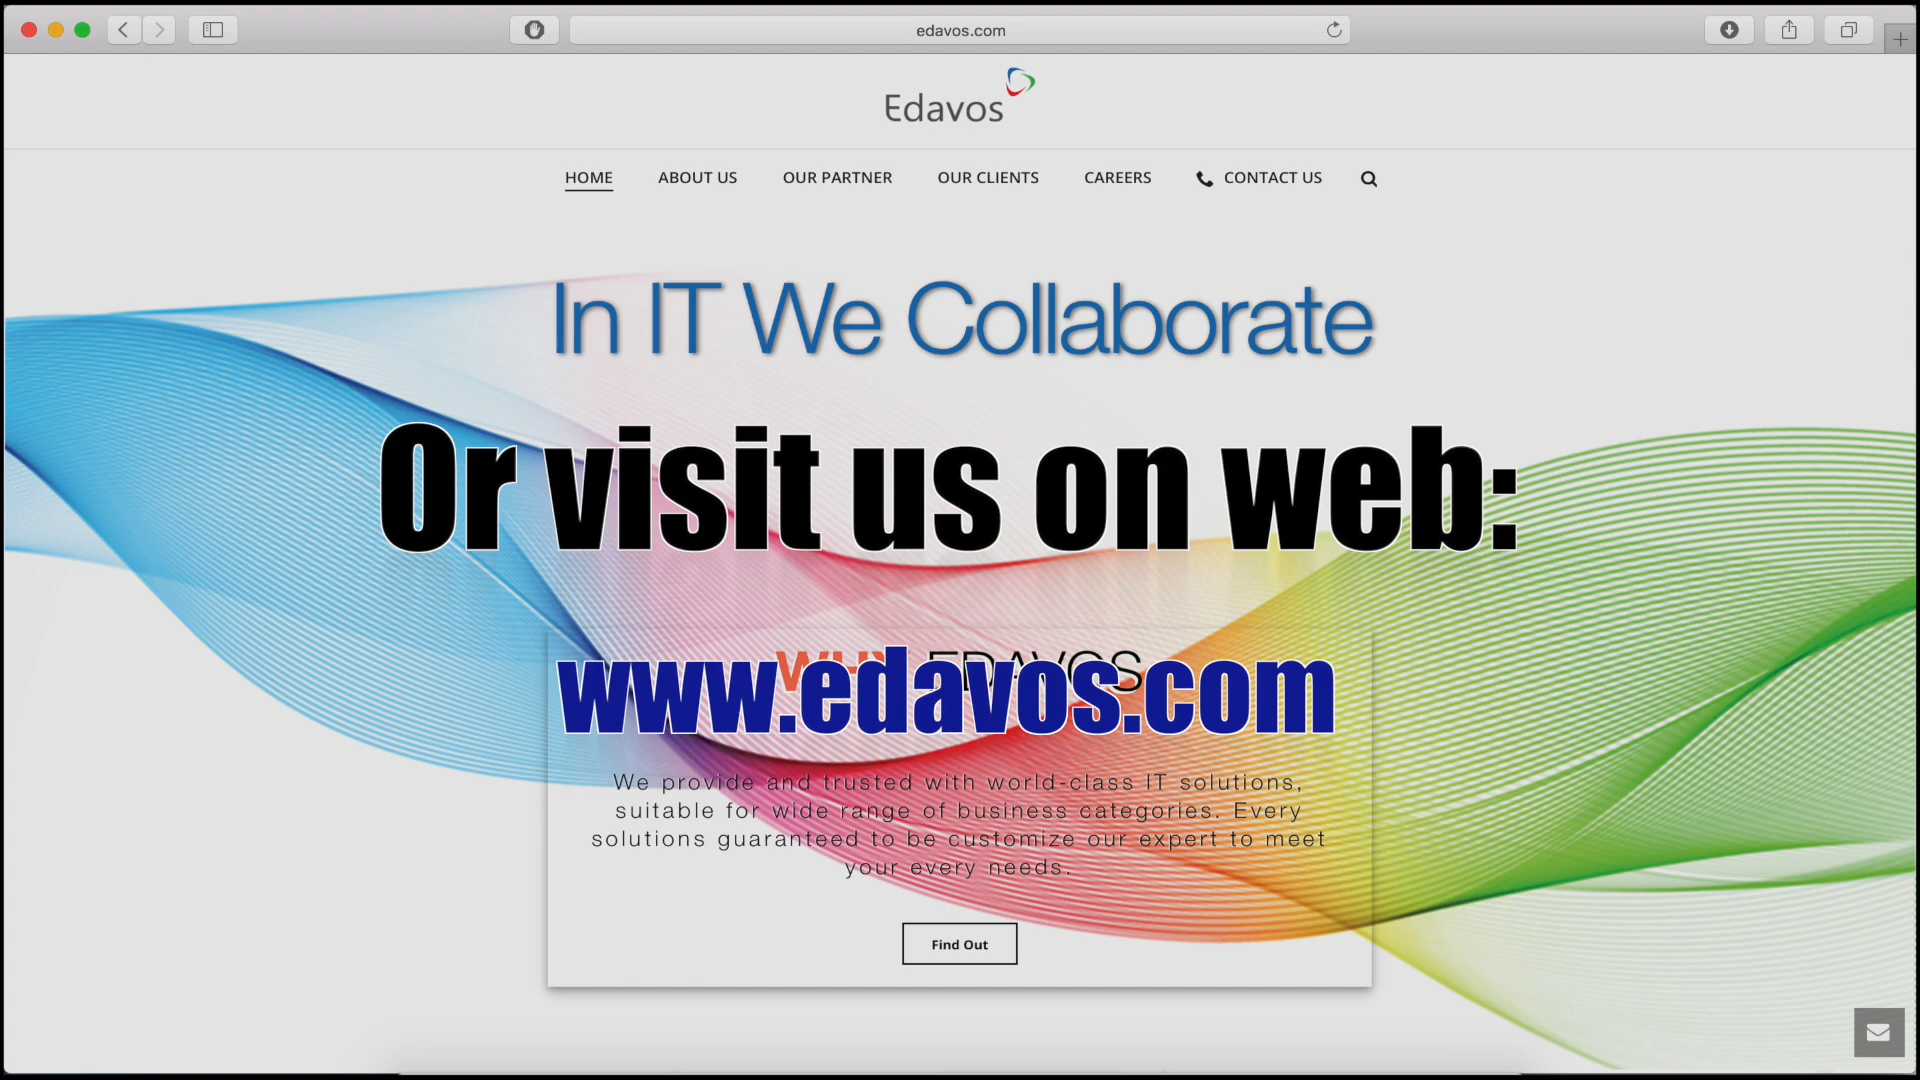 edavos.com
Edavos
HOME ABOUT US OUR PARTNER OUR CLIENTS CAREERS CONTACT US
In IT We Collaborate
Or visit us on web:
WHY EDAVOS
www.edavos.com
We provide and trusted with world-class IT solutions,
suitable for wide range of business categories. Every
solutions guaranteed to be customize our expert to meet
your every needs.
Find Out